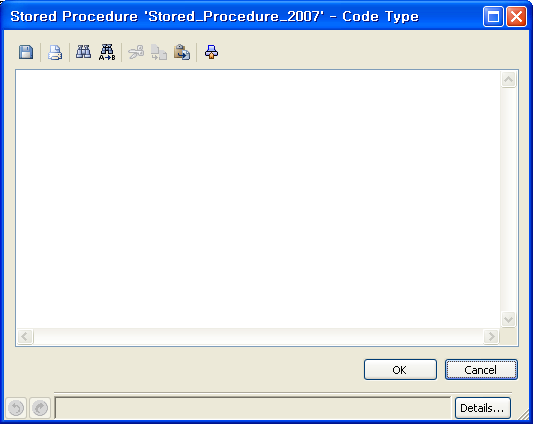 Stored Procedure 'Stored_Procedure_2007' - Code Type
A→B
OK
Cancel
Details...